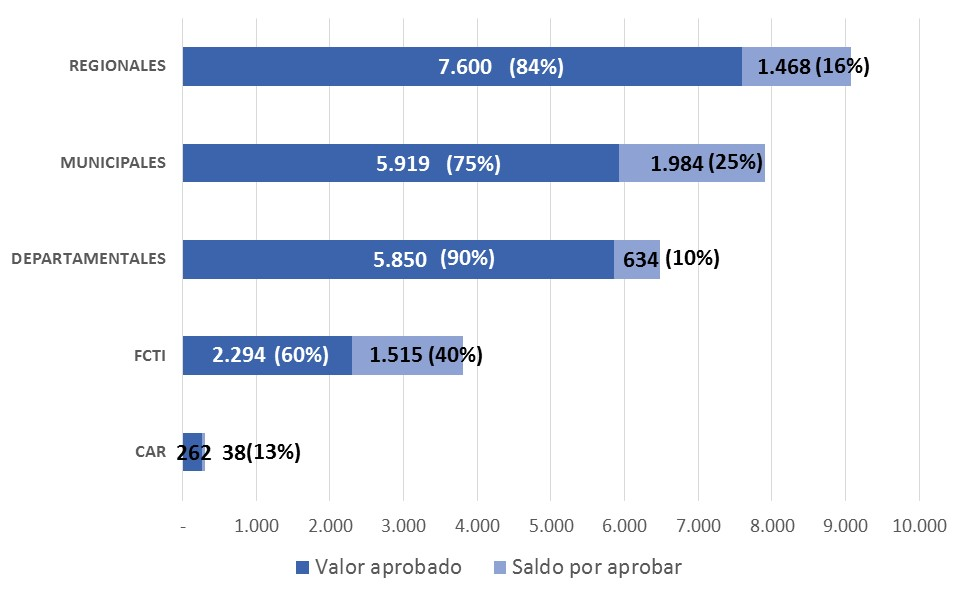 REGIONALES 7.600 (84%) 1.468 (16%)
MUNICIPALES 5.919 (75%) 1.984 (25%)
DEPARTAMENTALES 5.850 (90%) 634 (10%)
FCTI 2.294 (60%) 1.515 (40%)
CAR 262 38(13%)
- 1.000 2.000 3.000 4.000 5.000 6.000 7.000 8.000 9.000 10.000
Valor aprobado Saldo por aprobar